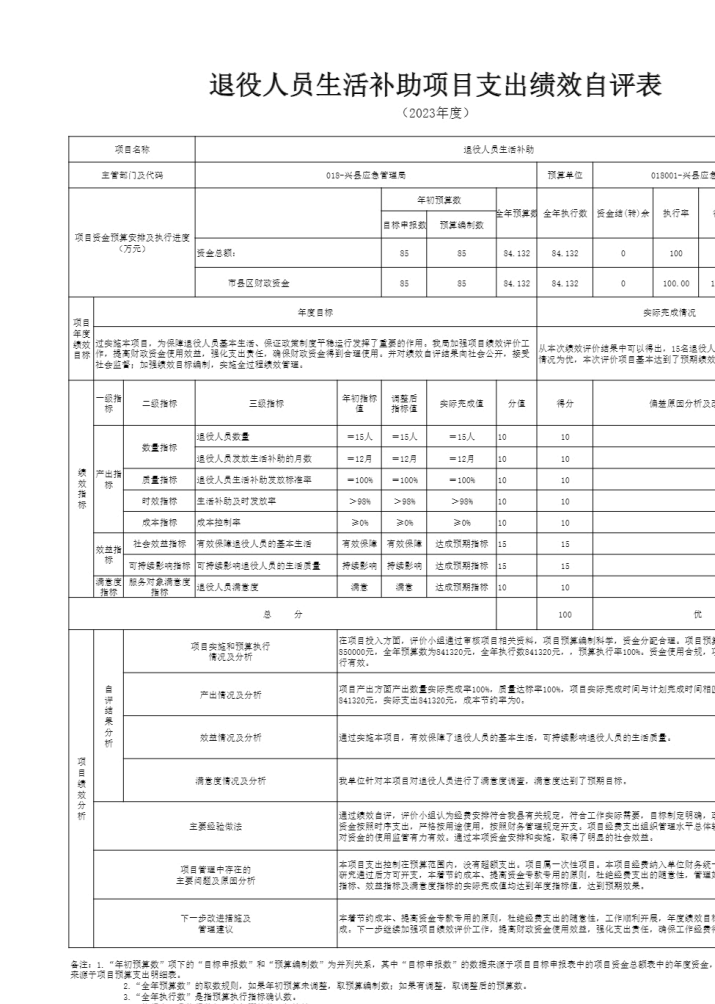 退役人员生活补助项目支出绩效自评表
（2023年度）
项目名称 退役人员生活补助
主管部门及代码 018-兴县应急管理局 预算单位 018001-兴县应急
项目资金预算安排及执行进度
（万元）
年初预算数 全年预算数 全年执行数 资金结(转)余 执行率
目标申报数 预算编制数
资金总额： 85 85 84.132 84.132 0 100
市县区财政资金 85 85 84.132 84.132 0 100.00 1
项目
年度
绩效
目标
年度目标 实际完成情况
过实施本项目，为保障退役人员基本生活、保证政策制度平稳运行发挥了重要的作用。我局加强项目绩效评价工
作，提高财政资金使用效益，强化支出责任，确保财政资金得到合理使用。并对绩效自评结果向社会公开，接受
社会监督；加强绩效目标编制，实施全过程绩效管理。
从本次绩效评价结果中可以得出，15名退役人
情况为优，本次评价项目基本达到了预期绩效
绩
效
指
标
一级指
标
二级指标 三级指标
年初指标
值
调整后
指标值
实际完成值 分值 得分 偏差原因分析及改
产出指
标
数量指标
退役人员数量 ＝15人 ＝15人 ＝15人 10 10
退役人员发放生活补助的月数 ＝12月 ＝12月 ＝12月 10 10
质量指标 退役人员生活补助发放标准率 ＝100% ＝100% ＝100% 10 10
时效指标 生活补助及时发放率 ＞98% ＞98% ＞98% 10 10
成本指标 成本控制率 ≥0% ≥0% ≥0% 10 10
效益指
标
社会效益指标 有效保障退役人员的基本生活 有效保障 有效保障 达成预期指标 15 15
可持续影响指标 可持续影响退役人员的生活质量 持续影响 持续影响 达成预期指标 15 15
满意度
指标
服务对象满意度
指标
退役人员满意度 满意 满意 达成预期指标 10 10
总 分 100 优
项
目
绩
效
分
析
自
评
结
果
分
析
项目实施和预算执行
情况及分析
在项目投入方面，评价小组通过审核项目相关资料，项目预算编制科学，资金分配合理。项目预算
850000元，全年预算数为841320元，全年执行数841320元，，预算执行率100%。资金使用合规，项
行有效。
产出情况及分析
项目产出方面产出数量实际完成率100%，质量达标率100%，项目实际完成时间与计划完成时间相
841320元，实际支出841320元，成本节约率为0。
效益情况及分析
通过实施本项目，有效保障了退役人员的基本生活，可持续影响退役人员的生活质量。
满意度情况及分析
我单位针对本项目对退役人员进行了满意度调查，满意度达到了预期目标。
主要经验做法
通过绩效自评，评价小组认为经费安排符合我县有关规定，符合工作实际需要，目标制定明确，
资金按照时序支出，严格按用途使用，按照财务管理规定开支。项目经费支出组织管理水平总体
对资金的使用监管有力有效。通过本项资金安排和实施，取得了明显的社会效益。
项目管理中存在的
主要问题及原因分析
本项目支出控制在预算范围内，没有超额支出，项目属一次性项目。本项目经费纳入单位财务统一
研究通过后方可开支，本着节约成本、提高资金专款专用的原则，杜绝经费支出的随意性，管理
指标、效益指标及满意度指标的实际完成值均达到年度指标值，达到预期效果。
下一步改进措施及
管理建议
本着节约成本、提高资金专款专用的原则，杜绝经费支出的随意性，工作顺利开展，年度绩效目标
成。下一步继续加强项目绩效评价工作，提高财政资金使用效益，强化支出责任，确保工作经费
备注：1.“年初预算数”项下的“目标申报数”和“预算编制数”为并列关系，其中“目标申报数”的数据来源于项目目标申报表中的项目资金总额表中的年度资金，
来源于项目预算支出明细表。
2.“全年预算数”的取数规则，如果年初预算未调整，取预算编制数；如果有调整，取调整后的预算数。
3.“全年执行数”是指预算执行指标确认数。